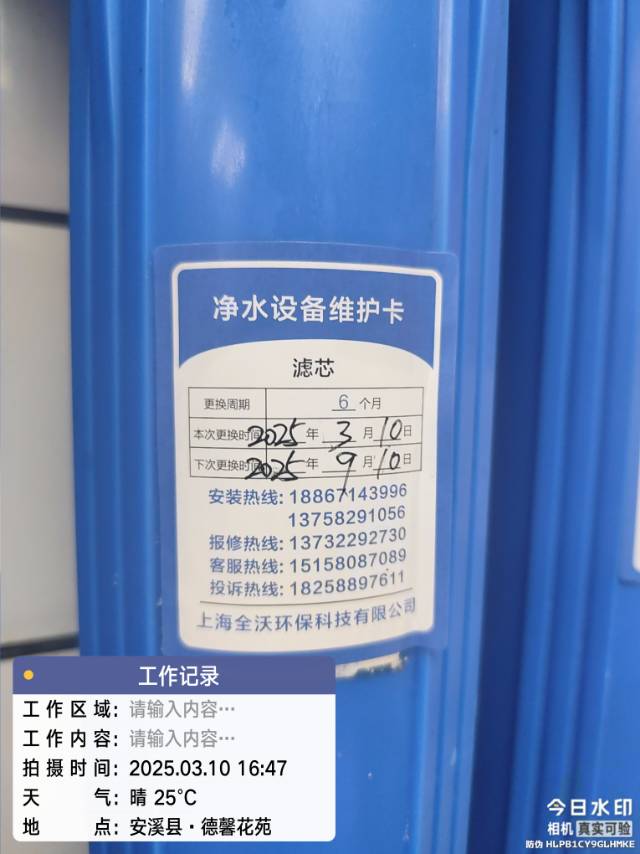 净水设备维护卡
滤芯
更换周期 6 个月
本次更换时间 2025 年 3 月 10 日
下次更换时间 2025 年 9 月 10 日
安装热线: 18867143996
13758291056
报修热线: 13732292730
客服热线: 15158087089
投诉热线: 18258897611
上海全沃环保科技有限公司
工作记录
工作区域: 请输入内容···
工作内容: 请输入内容···
拍摄时间: 2025.03.10 16:47
天气: 晴 25°C
地点: 安溪县·德馨花苑
今日水印
相机 真实可验
防伪 HLPB1CY9GLHMKE